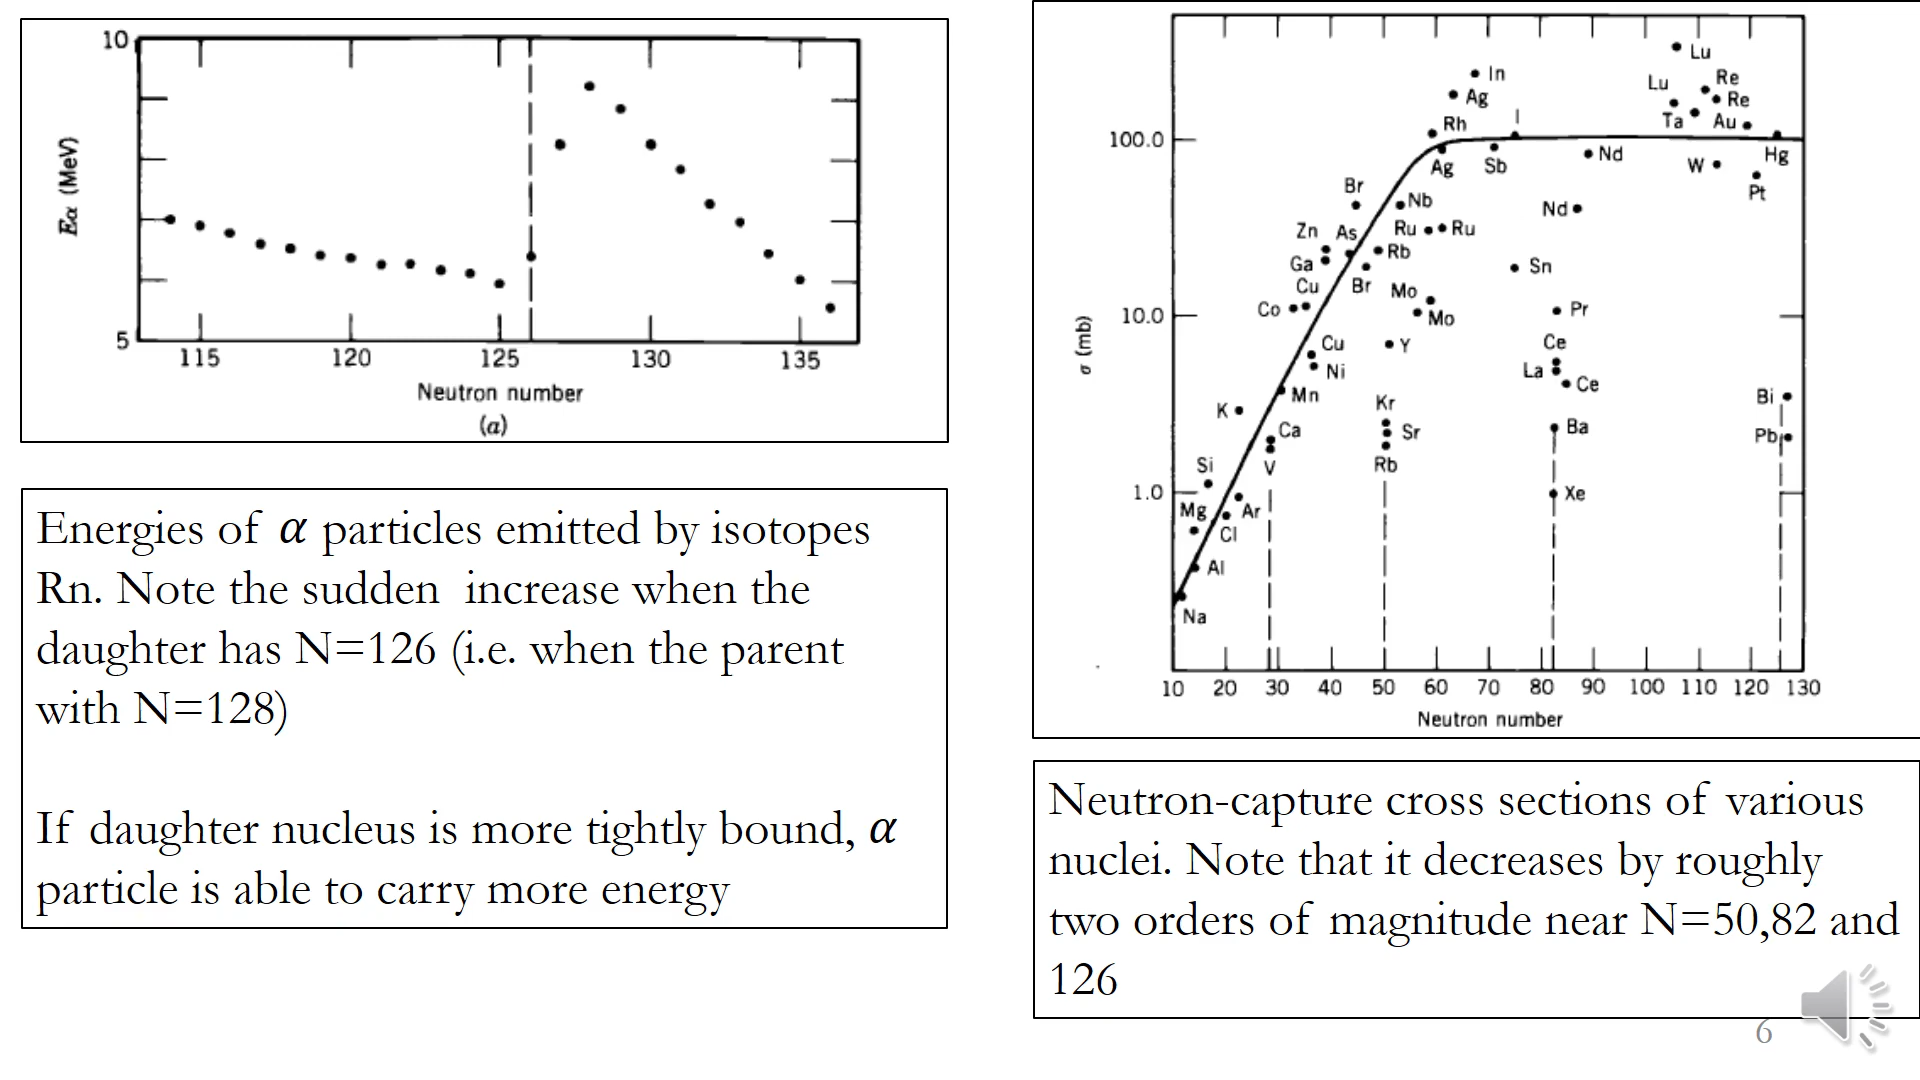 10
Eα (MeV)
5
115 120 125 130 135
Neutron number
(a)
Energies of α particles emitted by isotopes
Rn. Note the sudden increase when the
daughter has N=126 (i.e. when the parent
with N=128)
If daughter nucleus is more tightly bound, α
particle is able to carry more energy
Lu
In
Lu Re
Ag Re
Rh I Ta Au
100.0
Ag Sb Nd W Hg
Pt
Br Nb Nd
Zn As Ru Ru
Ga Rb Sn
Cu Br Mo
Co Mo Pr
10.0
σ (mb)
Cu Y Ce
Ni La Ce
Mn Kr Bi
K Ca Sr Ba Pb
Si V Rb
1.0
Xe
Mg Ar
Cl
Al
Na
10 20 30 40 50 60 70 80 90 100 110 120 130
Neutron number
Neutron-capture cross sections of various
nuclei. Note that it decreases by roughly
two orders of magnitude near N=50,82 and
126
6